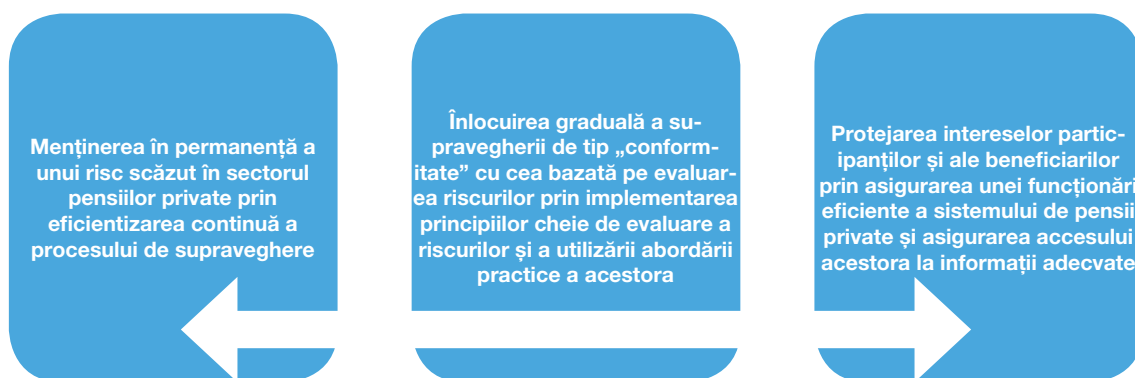 Menținerea în permanență a
unui risc scăzut în sectorul
pensiilor private prin
eficientizarea continuă a
procesului de supraveghere
Înlocuirea graduală a su-
pravegherii de tip „conform-
itate” cu cea bazată pe evaluar-
ea riscurilor prin implementarea
principiilor cheie de evaluare a
riscurilor și a utilizării abordării
practice a acestora
Protejarea intereselor partic-
ipanților și ale beneficiarilor
prin asigurarea unei funcționări
eficiente a sistemului de pensii
private și asigurarea accesului
acestora la informații adecvate